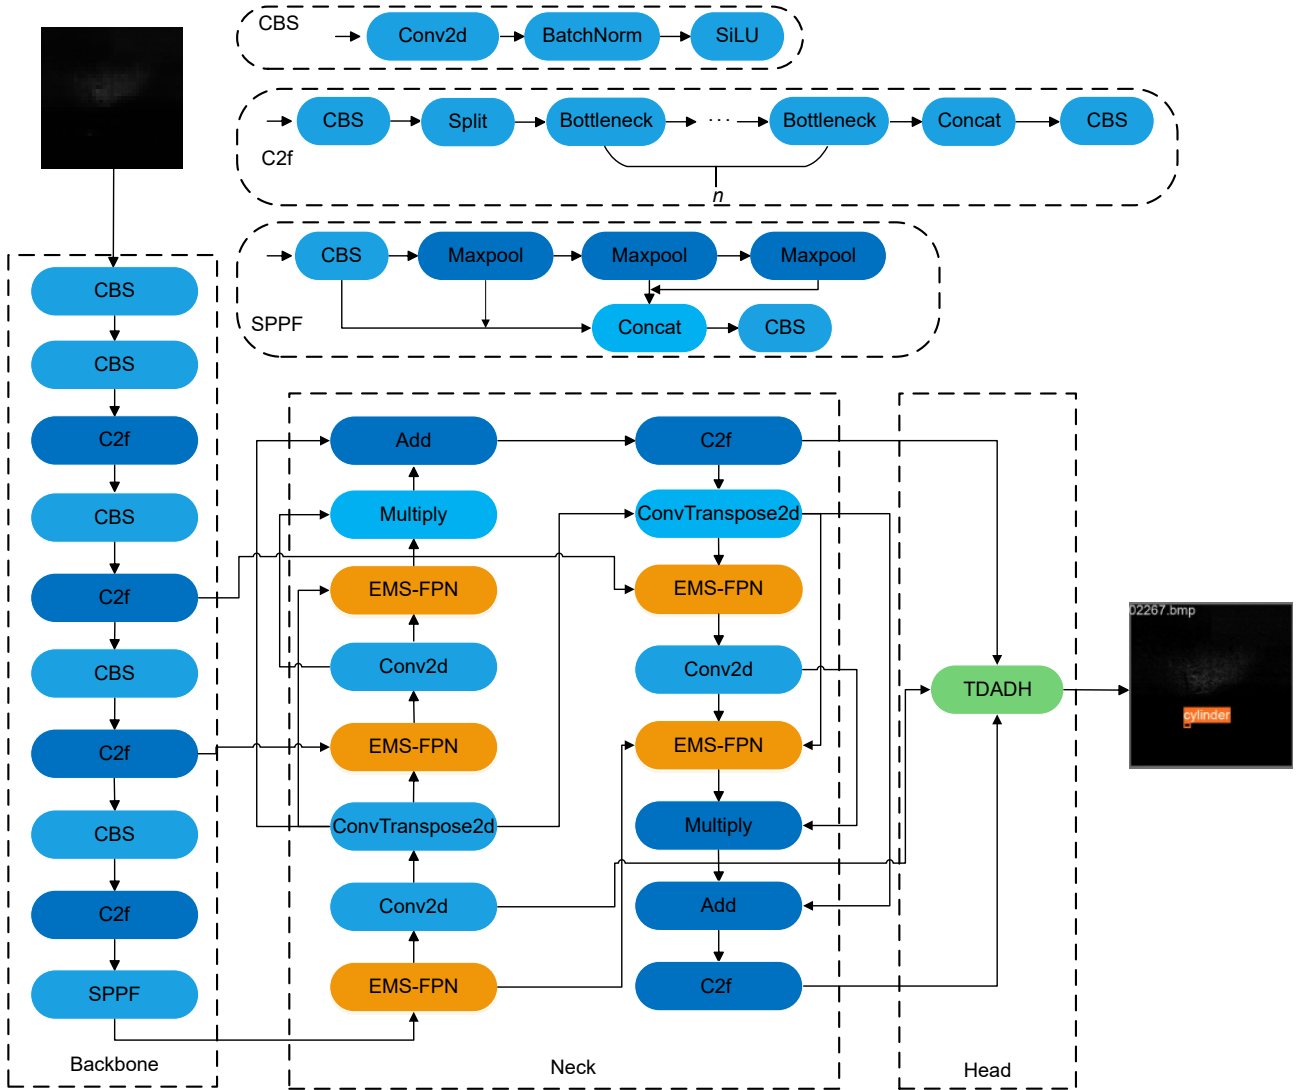 CBS
Conv2d
BatchNorm
SiLU
CBS
Split
Bottleneck
...
Bottleneck
Concat
CBS
C2f
n
CBS
Maxpool
Maxpool
Maxpool
SPPF
Concat
CBS
CBS
CBS
C2f
CBS
C2f
CBS
C2f
CBS
C2f
SPPF
Backbone
Add
Multiply
EMS-FPN
Conv2d
EMS-FPN
ConvTranspose2d
Conv2d
EMS-FPN
C2f
ConvTranspose2d
EMS-FPN
Conv2d
EMS-FPN
Multiply
Add
C2f
Neck
TDADH
Head
02267.bmp
cylinder